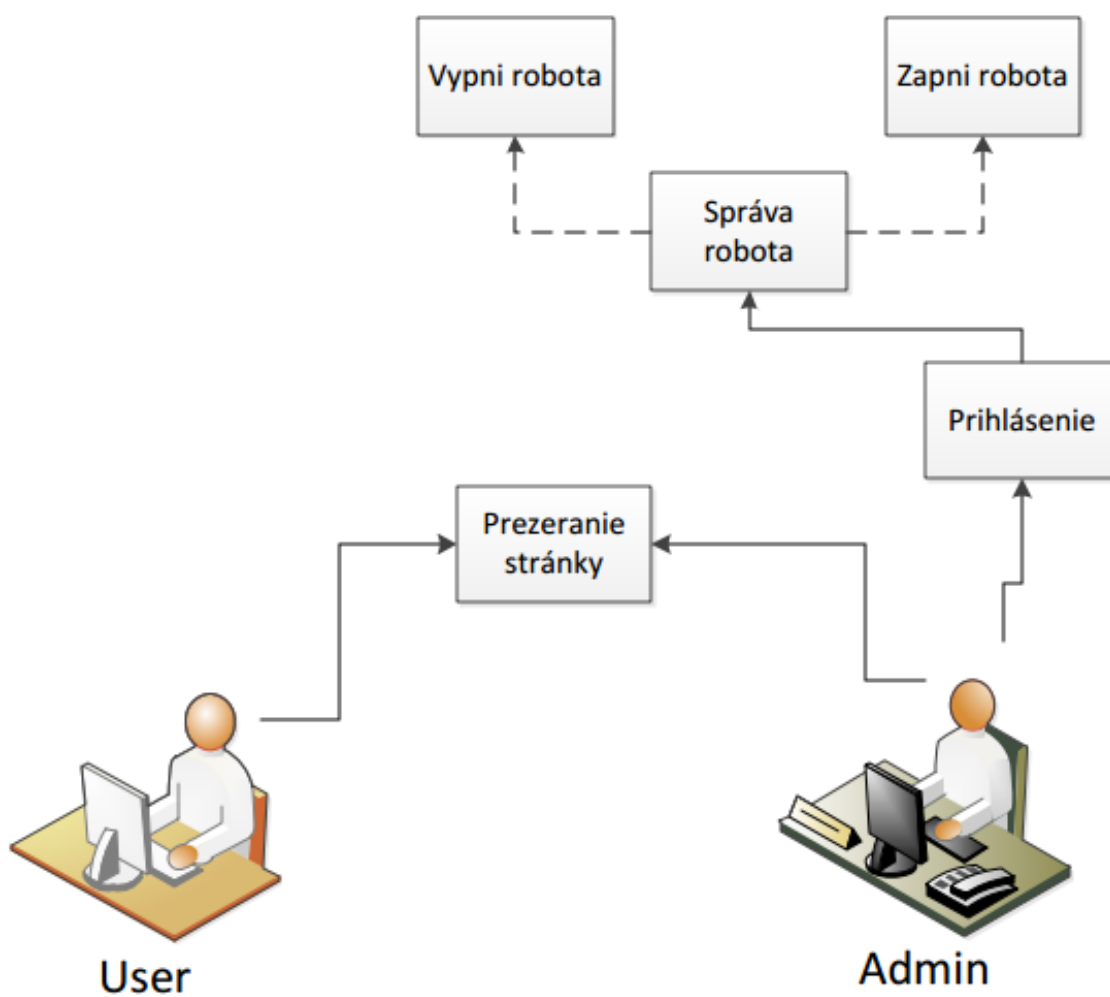 Vypni robota
Zapni robota
Správa
robota
Prihlásenie
Prezeranie
stránky
User
Admin